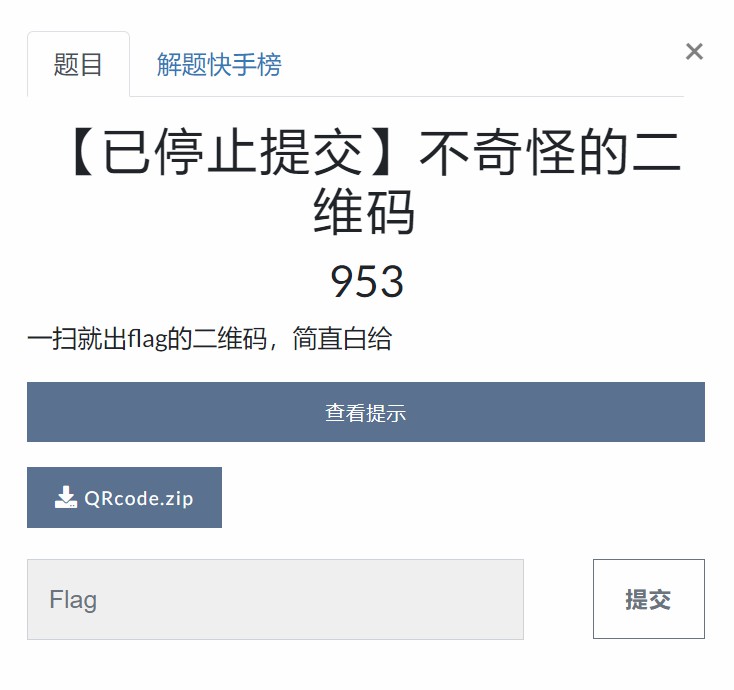 题目 解题快手榜 ×
【已停止提交】不奇怪的二
维码
953
一扫就出flag的二维码，简直白给
查看提示
QRcode.zip
Flag 提交